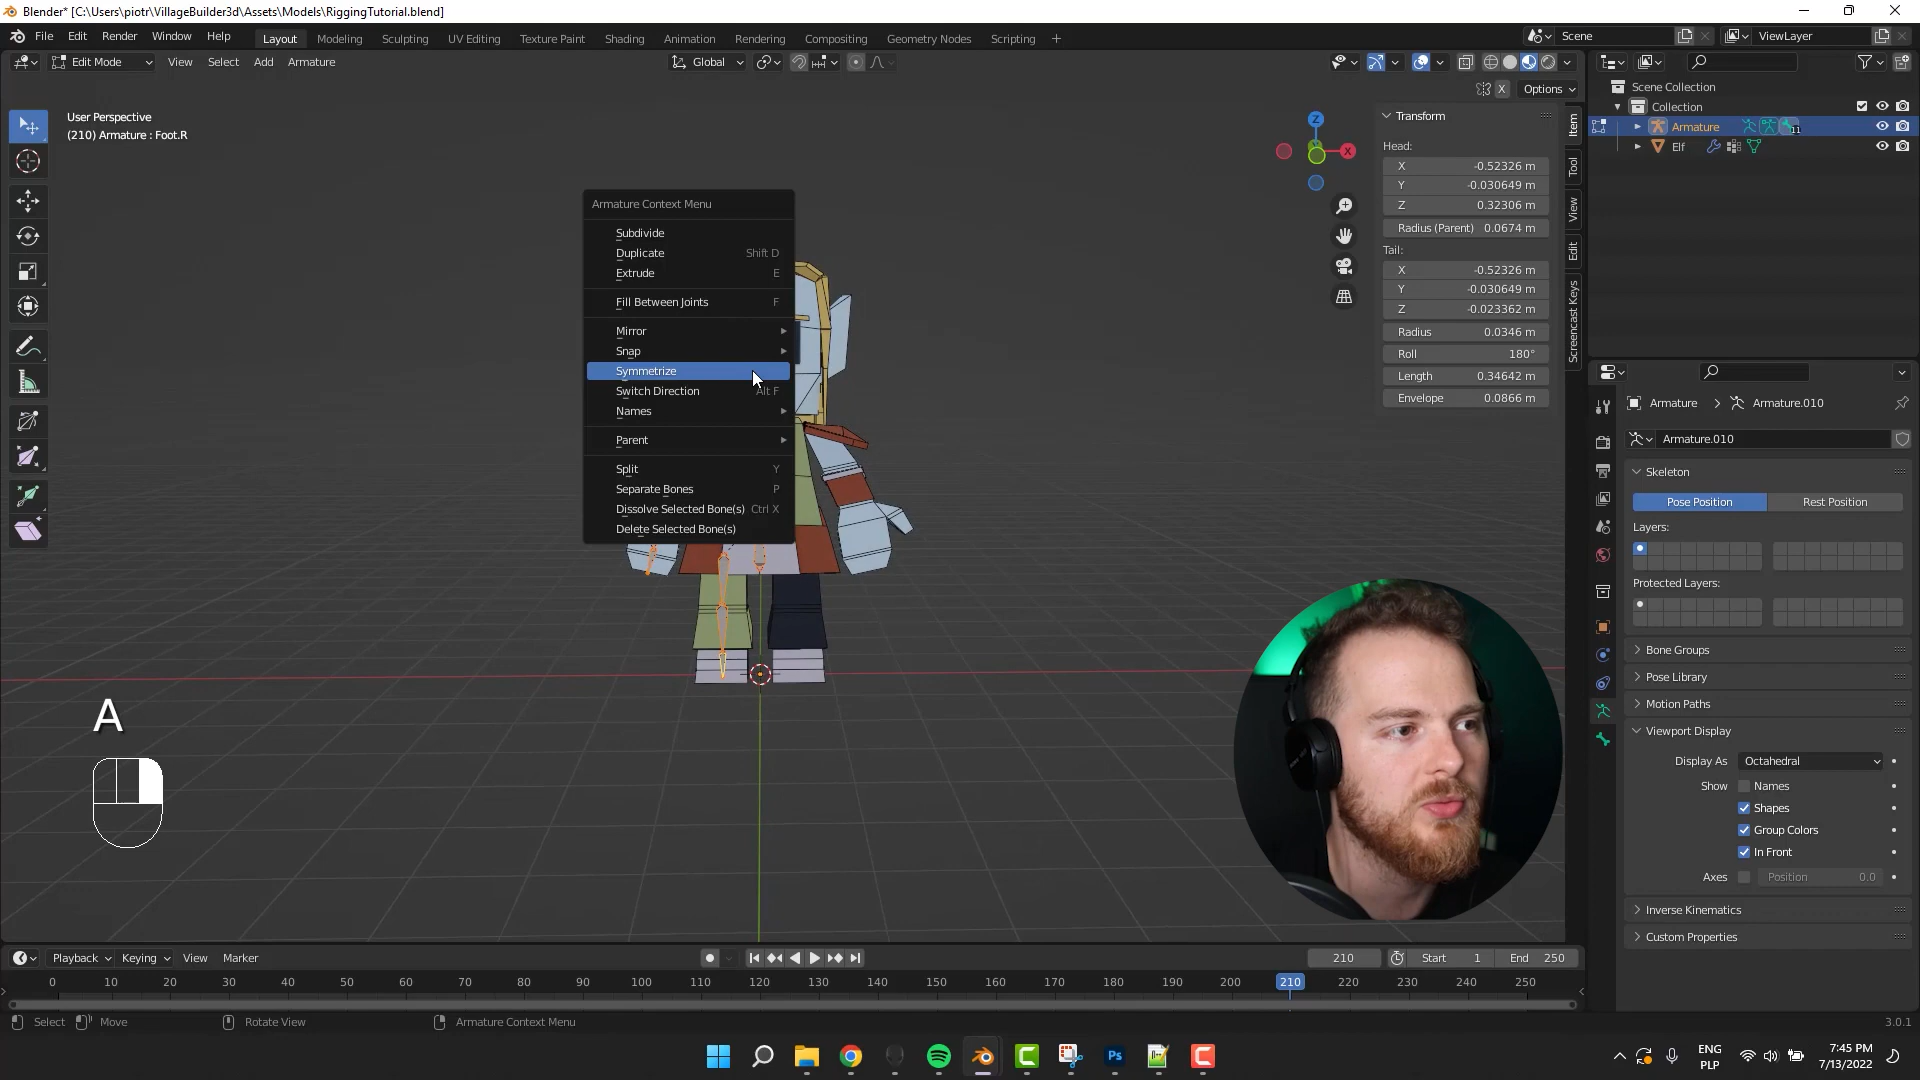 Blender* [C:\Users\piotr\VillageBuilder3d\Assets\Models\RiggingTutorial.blend]
File Edit Render Window Help Layout Modeling Sculpting UV Editing Texture Paint Shading Animation Rendering Compositing Geometry Nodes Scripting + Scene ViewLayer
Edit Mode View Select Add Armature Global
X Options
User Perspective
(210) Armature : Foot.R
Armature Context Menu
Subdivide
Duplicate Shift D
Extrude E
Fill Between Joints F
Mirror
Snap
Symmetrize
Switch Direction Alt F
Names
Parent
Split Y
Separate Bones P
Dissolve Selected Bone(s) Ctrl X
Delete Selected Bone(s)
Z
X
Transform
Head:
X -0.52326 m
Y -0.030649 m
Z 0.32306 m
Radius (Parent) 0.0674 m
Tail:
X -0.52326 m
Y -0.030649 m
Z -0.023362 m
Radius 0.0346 m
Roll 180°
Length 0.34642 m
Envelope 0.0866 m
Item
Tool
View
Edit
Screencast Keys
Scene Collection
Collection
Armature 11
Elf
Armature Armature.010
Armature.010
Skeleton
Pose Position Rest Position
Layers:
Protected Layers:
Bone Groups
Pose Library
Motion Paths
Viewport Display
Display As Octahedral
Show Names
Shapes
Group Colors
In Front
Axes Position 0.0
Inverse Kinematics
Custom Properties
A
Playback Keying View Marker 210 Start 1 End 250
0 10 20 30 40 50 60 70 80 90 100 110 120 130 140 150 160 170 180 190 200 210 220 230 240 250
Select Move Rotate View Armature Context Menu 3.0.1
Ps
ENG
PLP
7:45 PM
7/13/2022